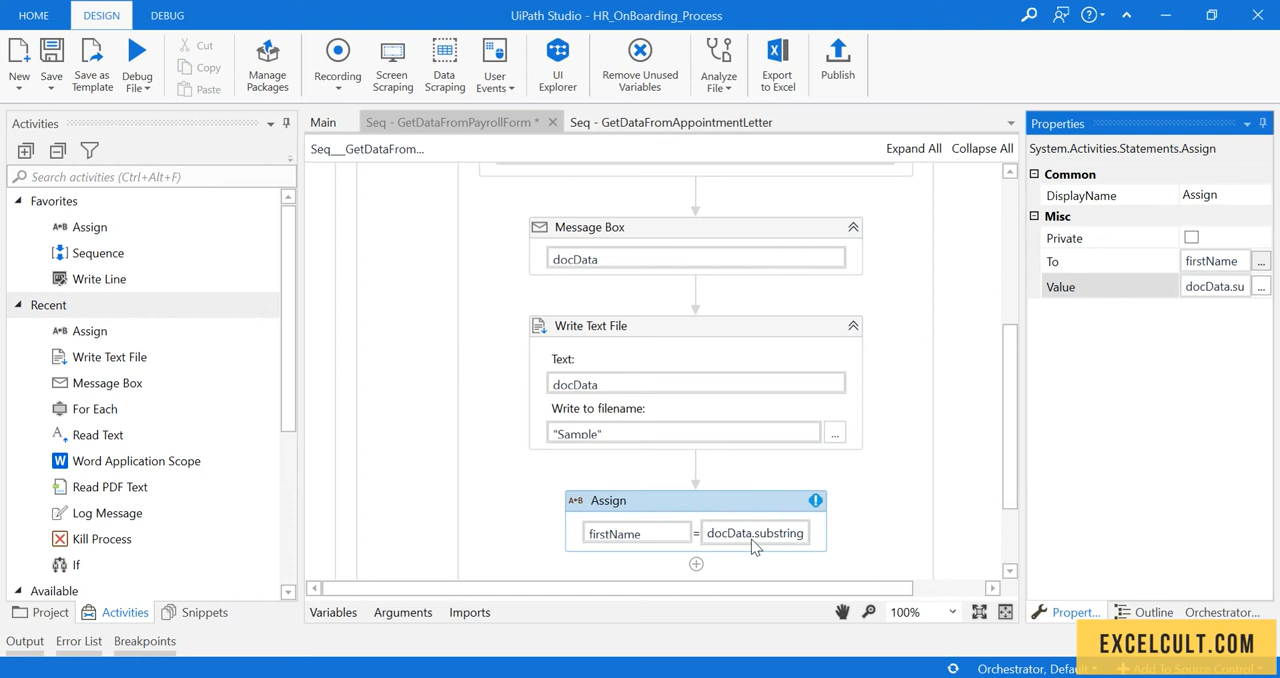 HOME DESIGN DEBUG
UiPath Studio - HR_OnBoarding_Process
New Save Save as Template Debug File
Cut
Copy
Paste
Manage Packages
Recording Screen Scraping Data Scraping User Events
UI Explorer
Remove Unused Variables
Analyze File
Export to Excel
Publish
Activities
Search activities (Ctrl+Alt+F)
Favorites
A+B Assign
Sequence
Write Line
Recent
A+B Assign
Write Text File
Message Box
For Each
Read Text
Word Application Scope
Read PDF Text
Log Message
Kill Process
If
Available
Project Activities Snippets
Main Seq - GetDataFromPayrollForm * Seq - GetDataFromAppointmentLetter
Seq___GetDataFrom... Expand All Collapse All
Message Box
docData
Write Text File
Text:
docData
Write to filename:
"Sample" ...
A+B Assign
firstName = docData.substring
Variables Arguments Imports 100%
Properties
System.Activities.Statements.Assign
Common
DisplayName Assign
Misc
Private
To firstName ...
Value docData.su ...
Propert... Outline Orchestrator...
Output Error List Breakpoints
EXCELCULT.COM
Orchestrator, Default
Add To Source Control